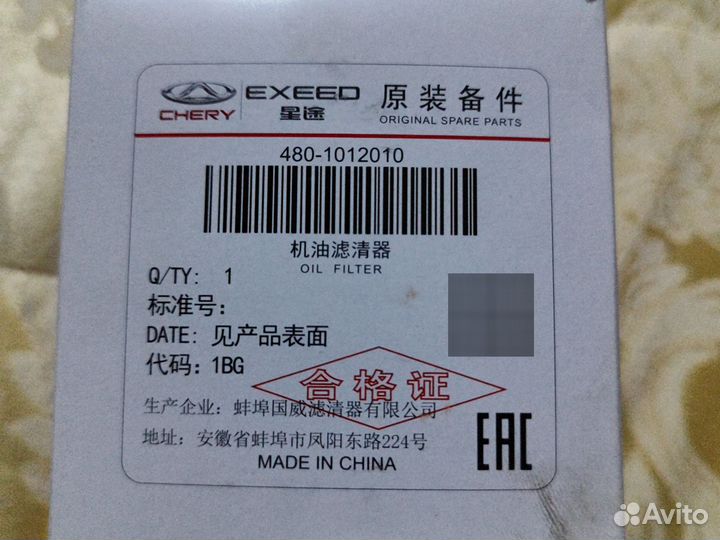 CHERY
EXEED
星途
原装备件
ORIGINAL SPARE PARTS
480-1012010
机油滤清器
OIL FILTER
Q/TY: 1
标准号:
DATE: 见产品表面
代码: 1BG
合格证
生产企业: 蚌埠国威滤清器有限公司
地址: 安徽省蚌埠市凤阳东路224号
MADE IN CHINA
EAC
Avito